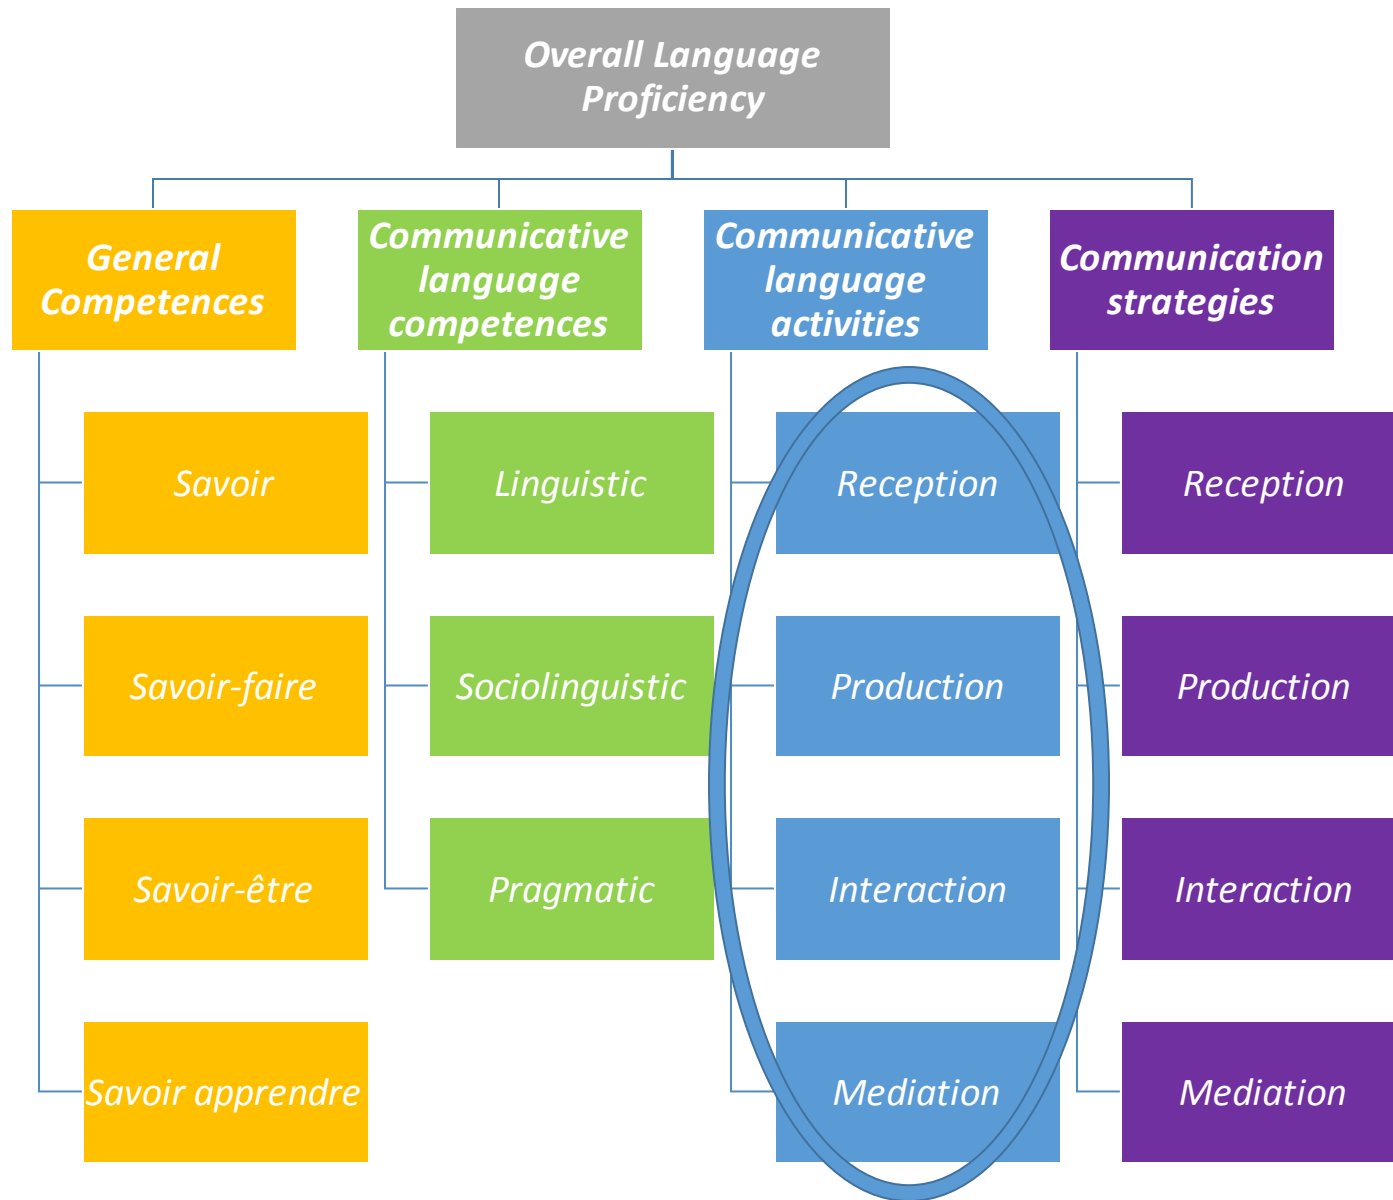 Overall Language
Proficiency
General
Competences
Communicative
language
competences
Communicative
language
activities
Communication
strategies
Savoir
Linguistic
Reception
Reception
Savoir-faire
Sociolinguistic
Production
Production
Savoir-être
Pragmatic
Interaction
Interaction
Savoir apprendre
Mediation
Mediation